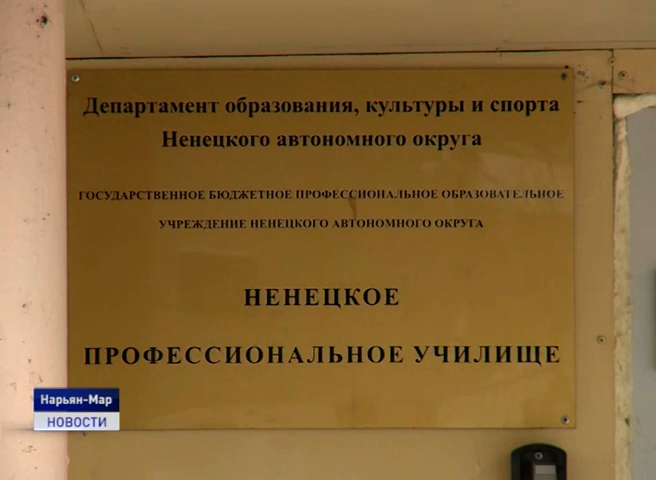 Департамент образования, культуры и спорта
Ненецкого автономного округа
ГОСУДАРСТВЕННОЕ БЮДЖЕТНОЕ ПРОФЕССИОНАЛЬНОЕ ОБРАЗОВАТЕЛЬНОЕ
УЧРЕЖДЕНИЕ НЕНЕЦКОГО АВТОНОМНОГО ОКРУГА
НЕНЕЦКОЕ
ПРОФЕССИОНАЛЬНОЕ УЧИЛИЩЕ
Нарьян-Мар
НОВОСТИ